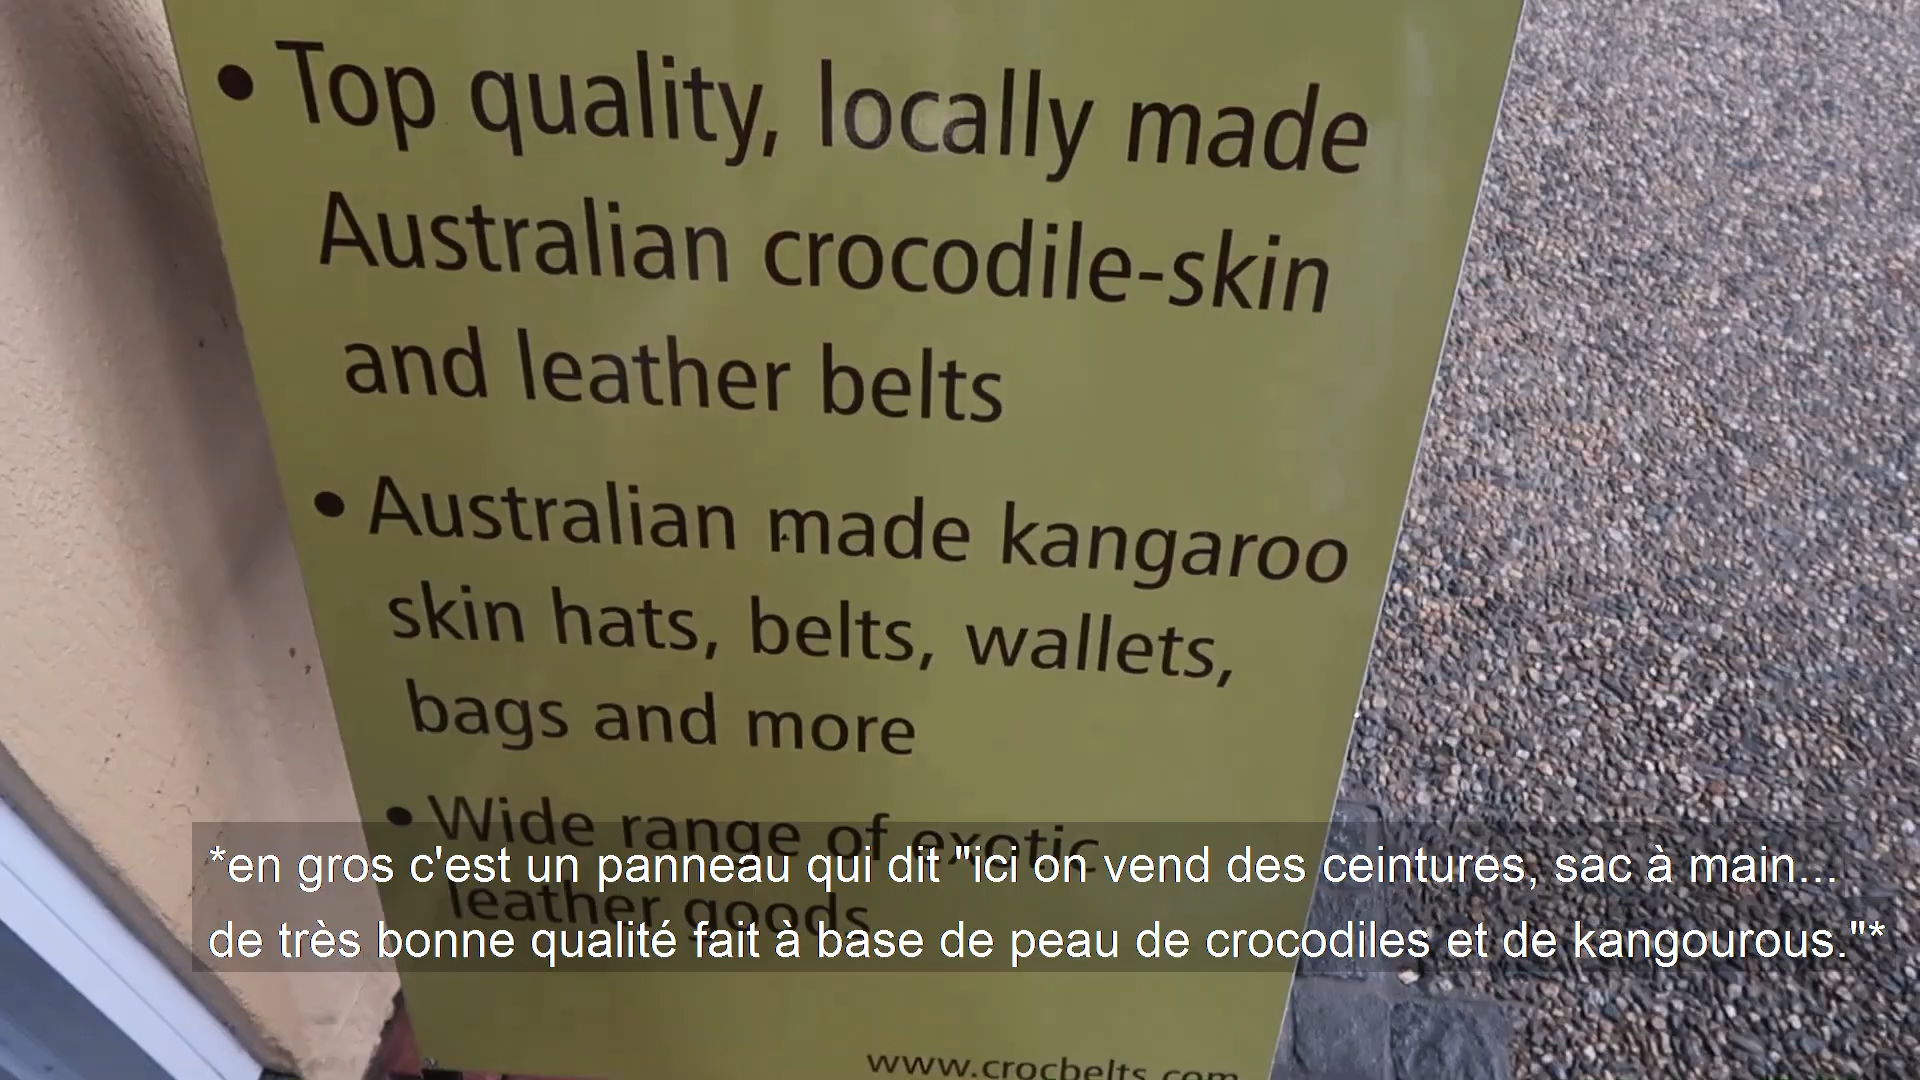 • Top quality, locally made
Australian crocodile-skin
and leather belts
• Australian made kangaroo
skin hats, belts, wallets,
bags and more
• Wide range of exotic
leather goods
*en gros c'est un panneau qui dit "ici on vend des ceintures, sac à main...
de très bonne qualité fait à base de peau de crocodiles et de kangourous."*
www.crocbelts.com